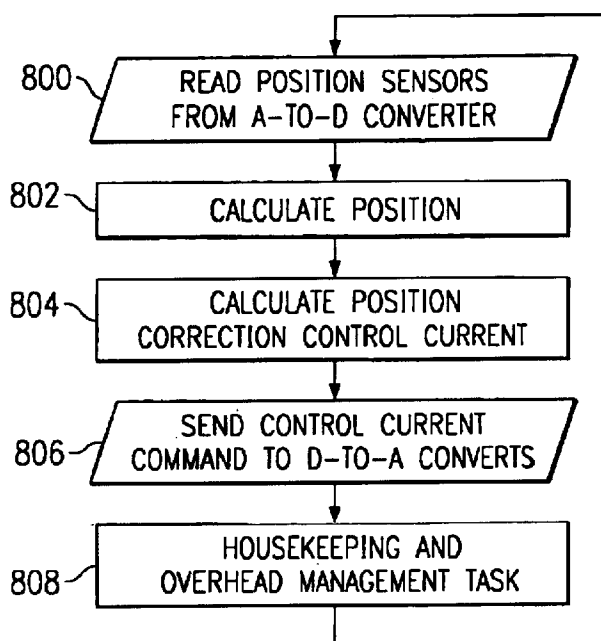 800
READ POSITION SENSORS
FROM A-TO-D CONVERTER
802
CALCULATE POSITION
804
CALCULATE POSITION
CORRECTION CONTROL CURRENT
806
SEND CONTROL CURRENT
COMMAND TO D-TO-A CONVERTS
808
HOUSEKEEPING AND
OVERHEAD MANAGEMENT TASK